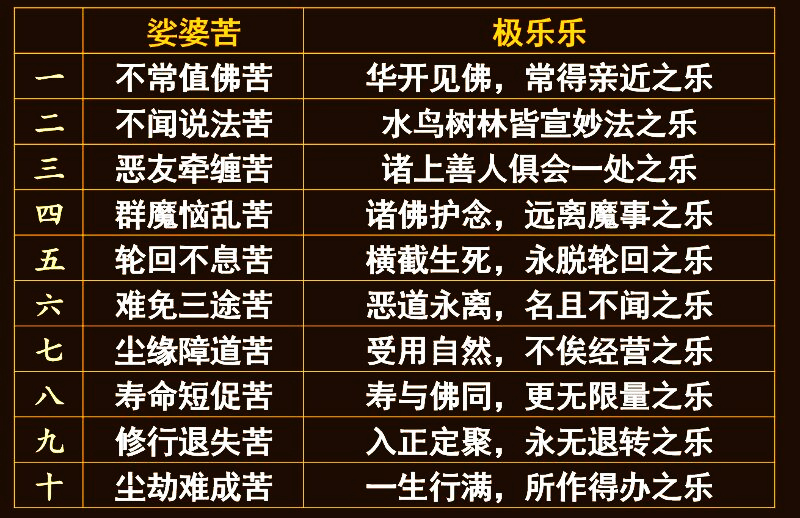 娑婆苦 极乐乐
一 不常值佛苦 华开见佛，常得亲近之乐
二 不闻说法苦 水鸟树林皆宣妙法之乐
三 恶友牵缠苦 诸上善人俱会一处之乐
四 群魔恼乱苦 诸佛护念，远离魔事之乐
五 轮回不息苦 横截生死，永脱轮回之乐
六 难免三途苦 恶道永离，名且不闻之乐
七 尘缘障道苦 受用自然，不俟经营之乐
八 寿命短促苦 寿与佛同，更无限量之乐
九 修行退失苦 入正定聚，永无退转之乐
十 尘劫难成苦 一生行满，所作得办之乐